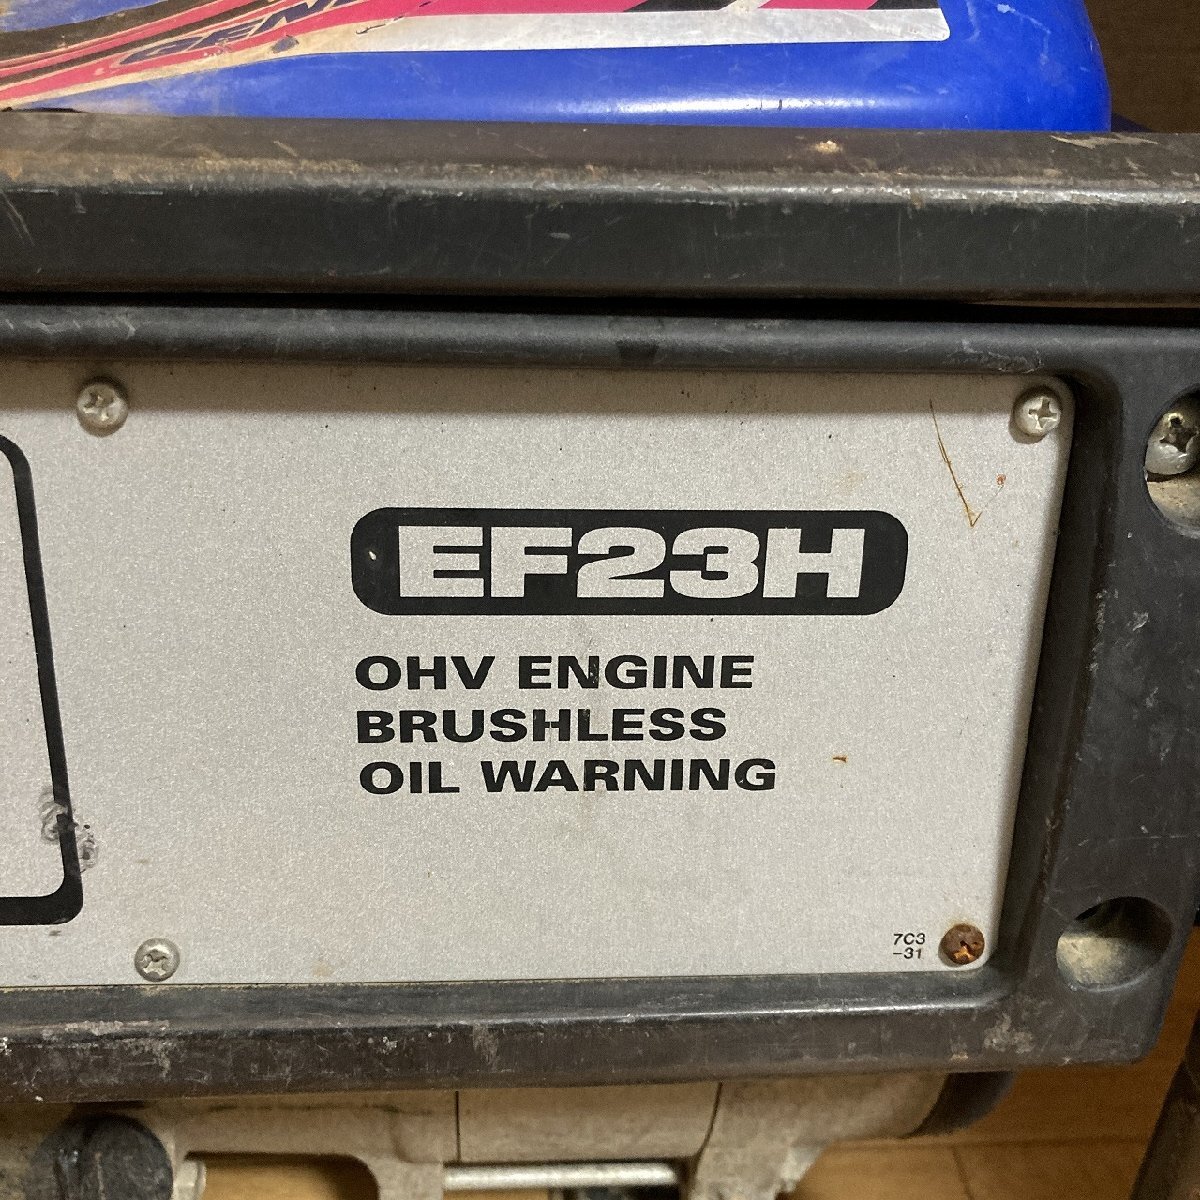 EF23H
OHV ENGINE
BRUSHLESS
OIL WARNING
7C3
-31